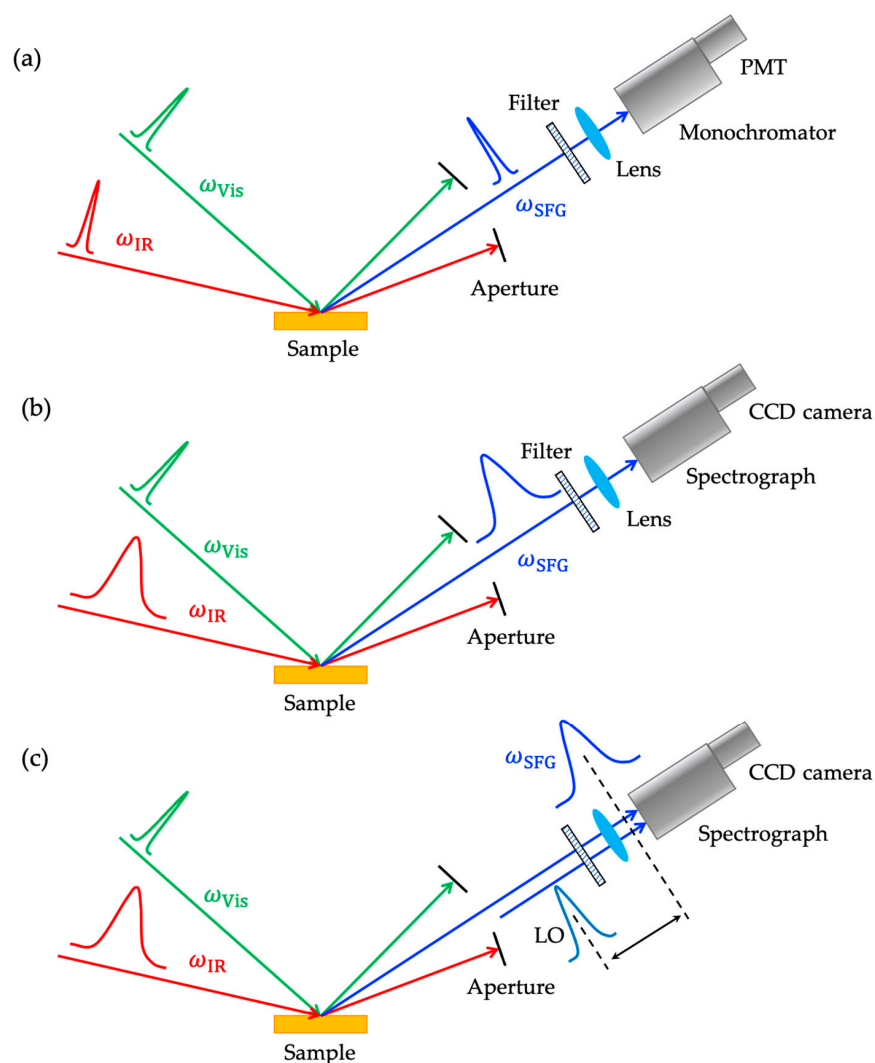 (a)
PMT
Filter
Monochromator
Lens
ωVis
ωSFG
ωIR
Aperture
Sample
(b)
CCD camera
Filter
Spectrograph
Lens
ωVis
ωSFG
ωIR
Aperture
Sample
(c)
ωSFG
CCD camera
Spectrograph
ωVis
LO
ωIR
Aperture
Sample